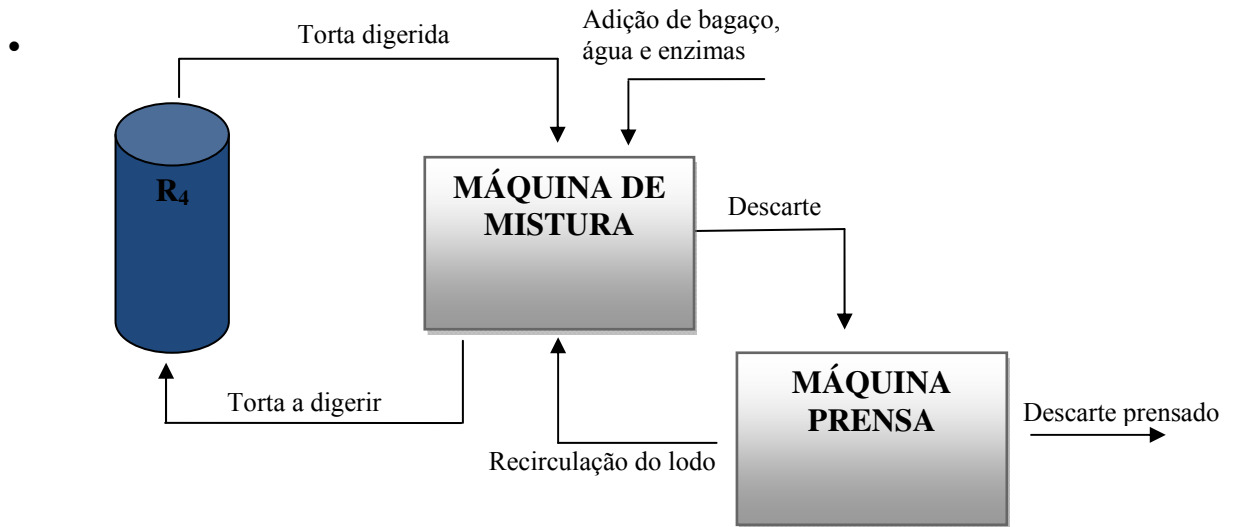 •
Torta digerida
Adição de bagaço,
água e enzimas
R₄
MÁQUINA DE
MISTURA
Descarte
MÁQUINA
PRENSA
Torta a digerir
Descarte prensado
Recirculação do lodo